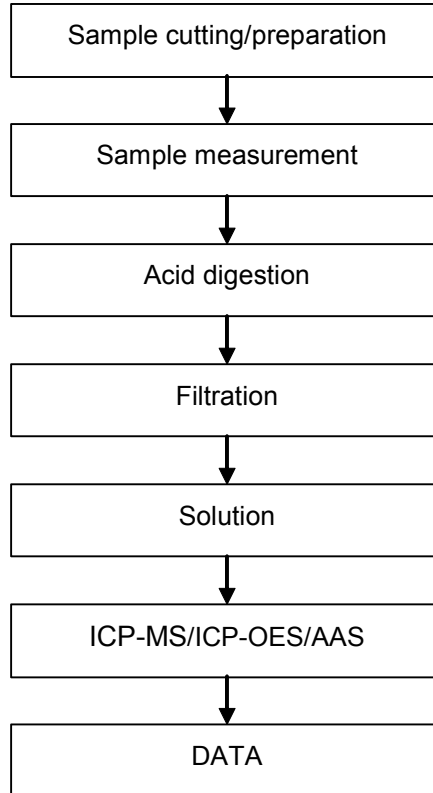 Sample cutting/preparation
Sample measurement
Acid digestion
Filtration
Solution
ICP-MS/ICP-OES/AAS
DATA